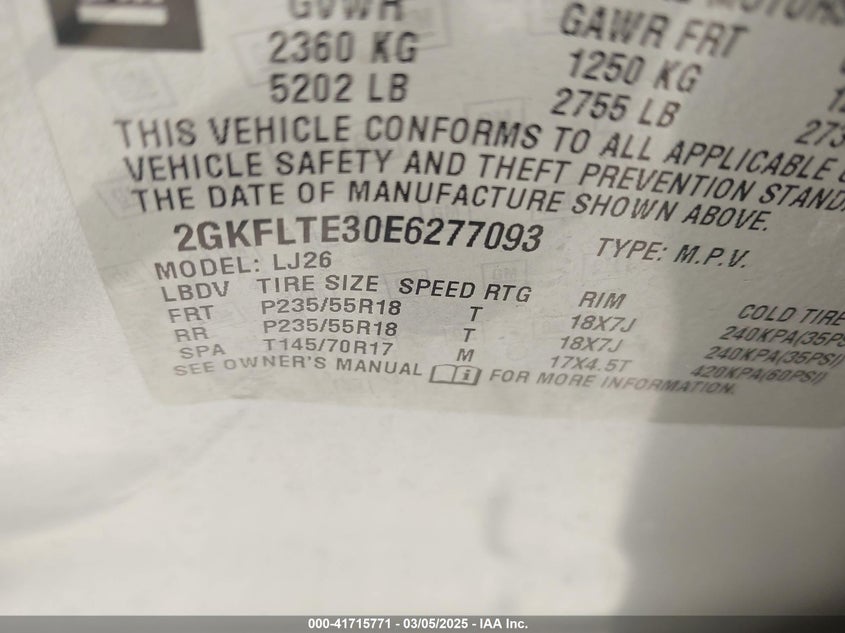 GVWR
GAWR FRT
2360 KG
1250 KG
5202 LB
2755 LB
THIS VEHICLE CONFORMS TO ALL APPLICABLE
VEHICLE SAFETY AND THEFT PREVENTION STAND
THE DATE OF MANUFACTURE SHOWN ABOVE.
2GKFLTE30E6277093
TYPE: M.P.V.
MODEL: LJ26
LBDV TIRE SIZE SPEED RTG RIM COLD TIRE
FRT P235/55R18 T 18X7J 240KPA(35PS
RR P235/55R18 T 18X7J 240KPA(35PSI)
SPA T145/70R17 M 17X4.5T 420KPA(60PSI)
SEE OWNER'S MANUAL FOR MORE INFORMATION.
000-41715771 - 03/05/2025 - IAA Inc.